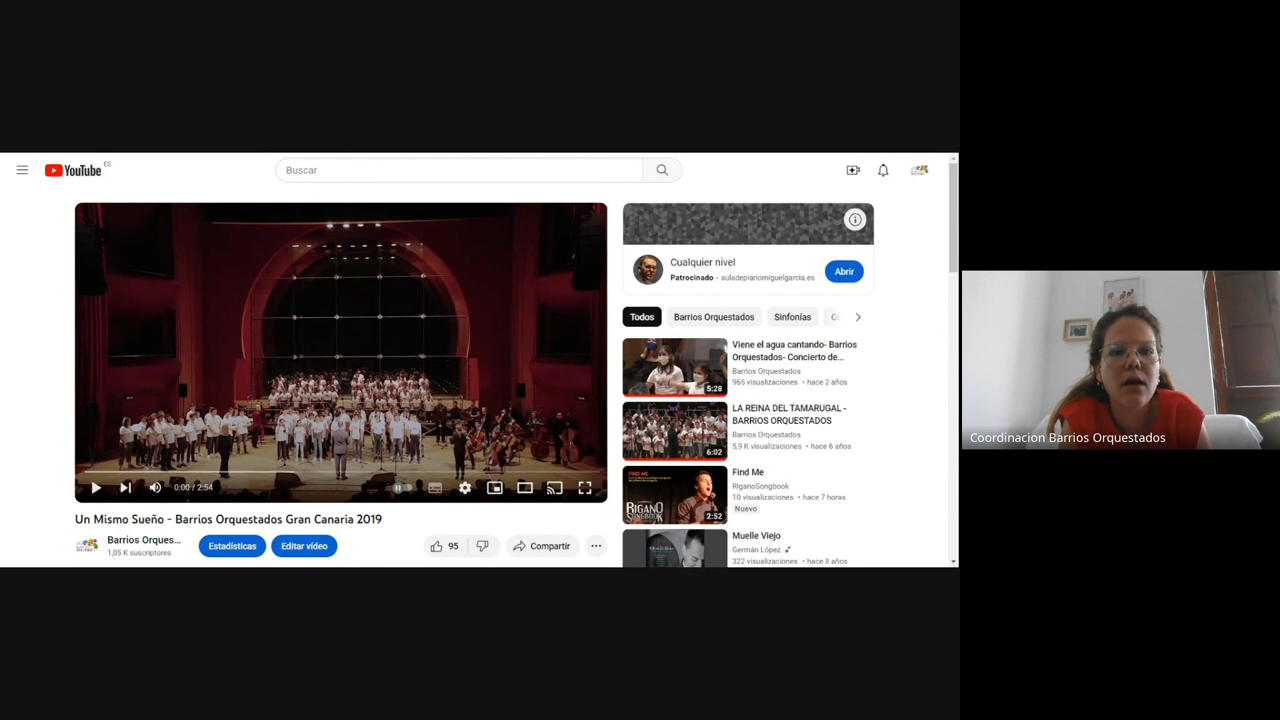 YouTube ES
Buscar
Cualquier nivel
Patrocinado · auladepianomiguelgarcia.es
Abrir
Todos
Barrios Orquestados
Sinfonías
Viene el agua cantando- Barrios
Orquestados- Concierto de...
Barrios Orquestados
965 visualizaciones • hace 2 años
5:28
LA REINA DEL TAMARUGAL -
BARRIOS ORQUESTADOS
Barrios Orquestados
5,9 K visualizaciones • hace 6 años
6:02
Find Me
RiganoSongbook
10 visualizaciones • hace 7 horas
Nuevo
FIND ME
RIGANO
SONGBOOK
2:52
Muelle Viejo
Germán López
322 visualizaciones • hace 8 años
0:00 / 2:54
Un Mismo Sueño - Barrios Orquestados Gran Canaria 2019
Barrios Orques...
1,05 K suscriptores
Estadísticas
Editar vídeo
95
Compartir
Coordinacion Barrios Orquestados